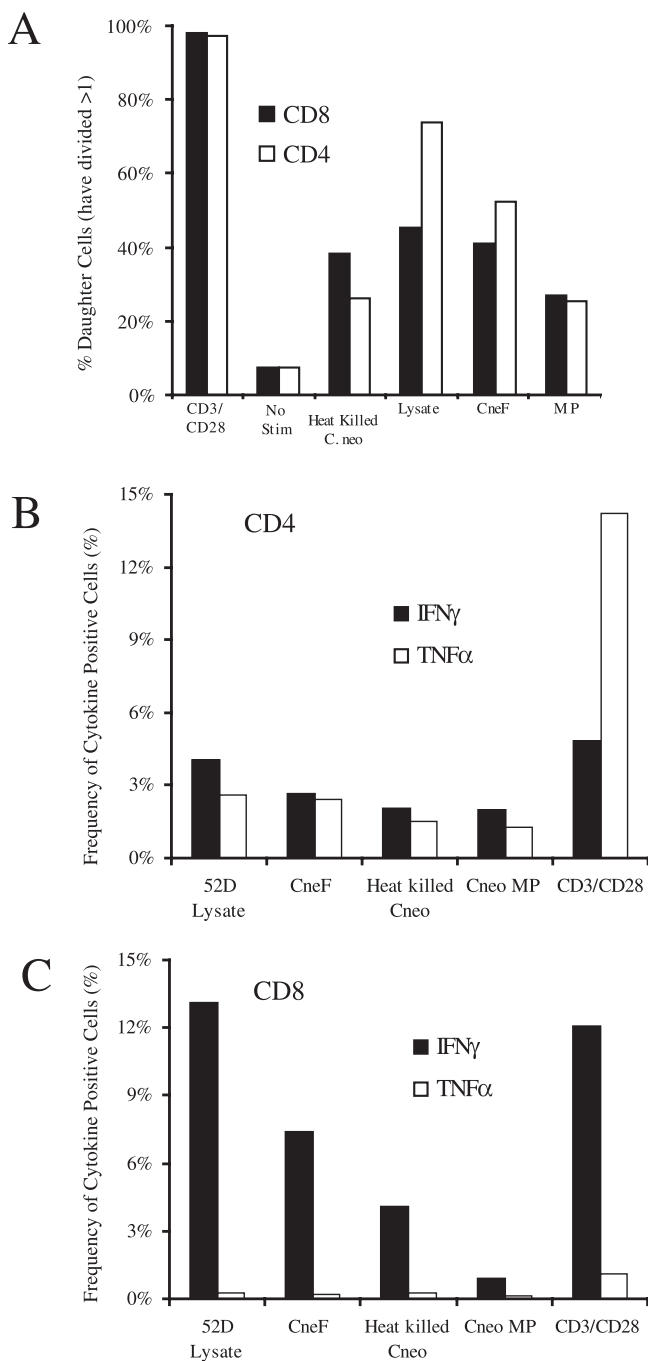 A
% Daughter Cells (have divided >1)
100%
80%
60%
40%
20%
0%
CD8
CD4
CD3/
CD28
No
Stim
Heat Killed
C. neo
Lysate
CneF
MP
B
Frequency of Cytokine Positive Cells (%)
15%
12%
9%
6%
3%
0%
CD4
IFNγ
TNFα
52D
Lysate
CneF
Heat killed
Cneo
Cneo MP
CD3/CD28
C
Frequency of Cytokine Positive Cells (%)
15%
12%
9%
6%
3%
0%
CD8
IFNγ
TNFα
52D
Lysate
CneF
Heat killed
Cneo
Cneo MP
CD3/CD28